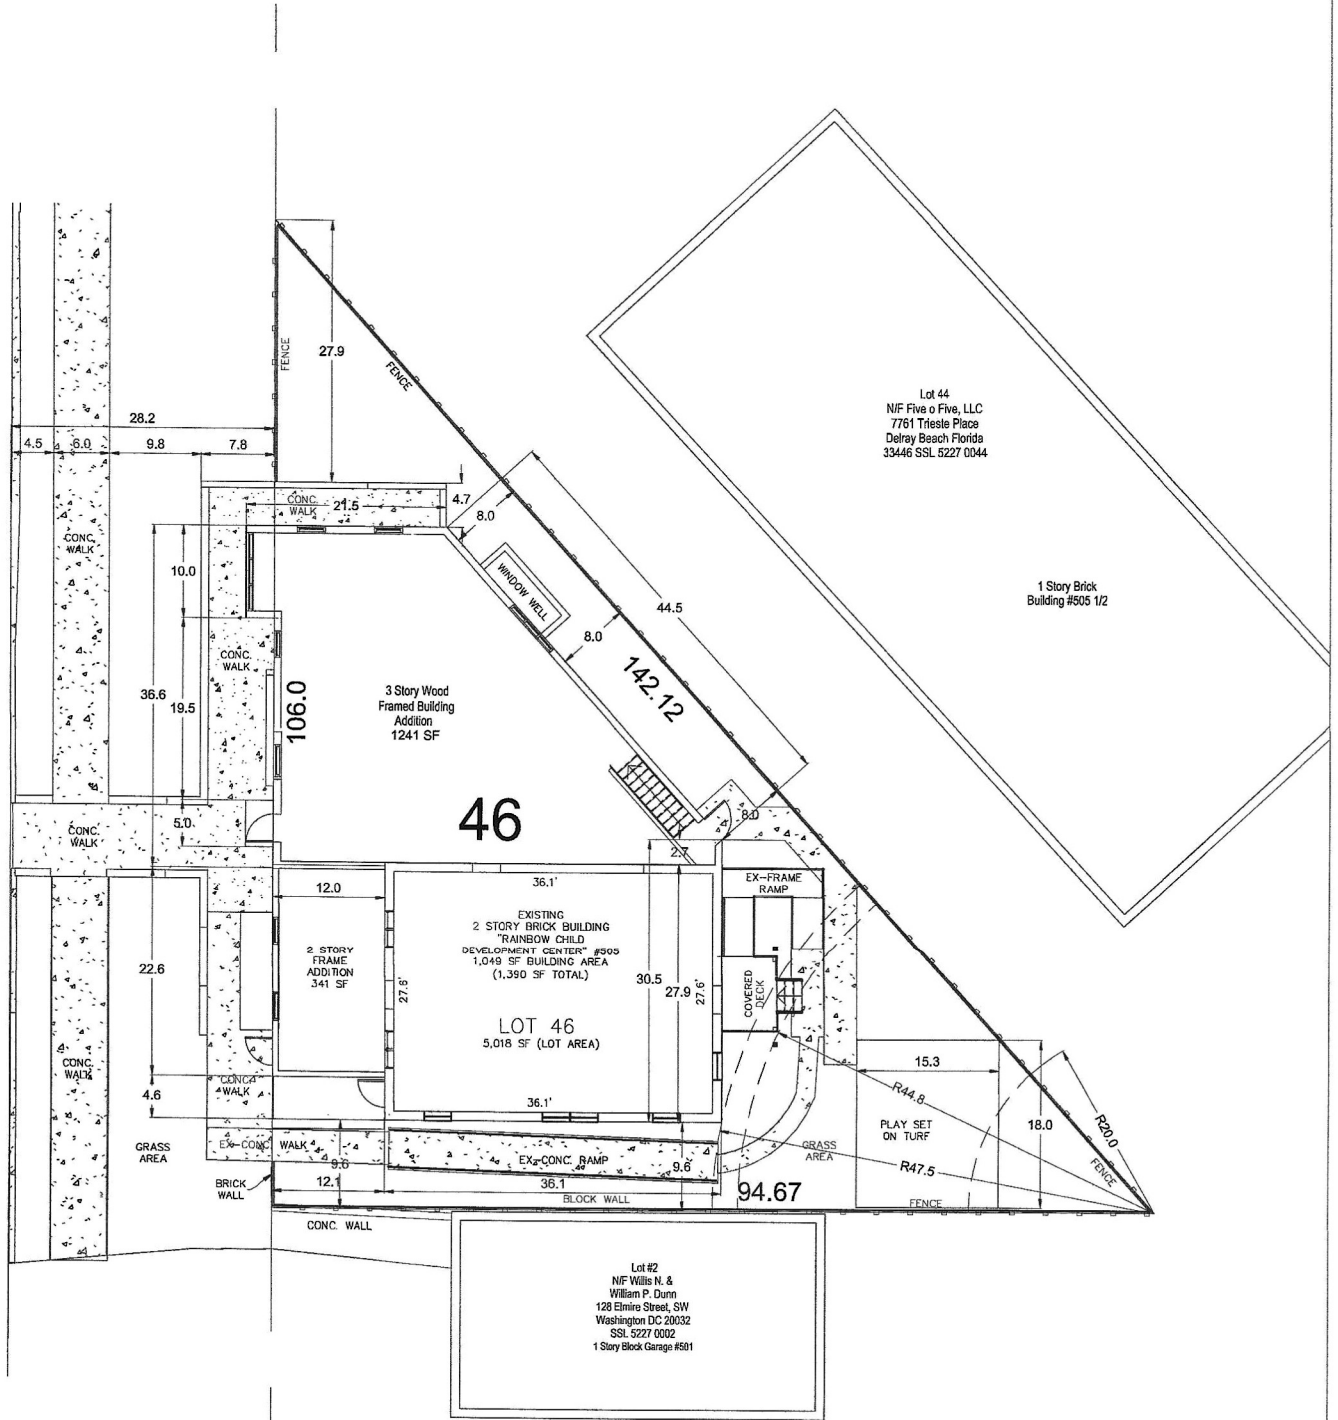 27.9
FENCE
FENCE
28.2
4.5
6.0
9.8
7.8
Lot 44
N/F Five o Five, LLC
7761 Trieste Place
Delray Beach Florida
33446 SSL 5227 0044
CONC.
WALK
21.5
4.7
8.0
CONC.
WALK
10.0
WINDOW WELL
44.5
1 Story Brick
Building #505 1/2
8.0
CONC.
WALK
36.6
19.5
106.0
3 Story Wood
Framed Building
Addition
1241 SF
142.12
46
5.0
CONC.
WALK
8.0
2.7
12.0
36.1'
EX-FRAME
RAMP
EXISTING
2 STORY BRICK BUILDING
"RAINBOW CHILD
DEVELOPMENT CENTER" #505
1,049 SF BUILDING AREA
(1,390 SF TOTAL)
2 STORY
FRAME
ADDITION
341 SF
22.6
27.6'
30.5
27.9
27.6'
COVERED
DECK
LOT 46
5,018 SF (LOT AREA)
CONC.
WALK
CONC.
WALK
4.6
36.1'
15.3
R44.8
PLAY SET
ON TURF
18.0
R20.0
GRASS
AREA
EX-CONC. WALK
9.6
EX-CONC. RAMP
9.6
GRASS
AREA
R47.5
FENCE
BRICK
WALL
12.1
36.1
BLOCK WALL
94.67
FENCE
CONC. WALL
Lot #2
N/F Willis N. &
William P. Dunn
128 Elmire Street, SW
Washington DC 20032
SSL 5227 0002
1 Story Block Garage #501